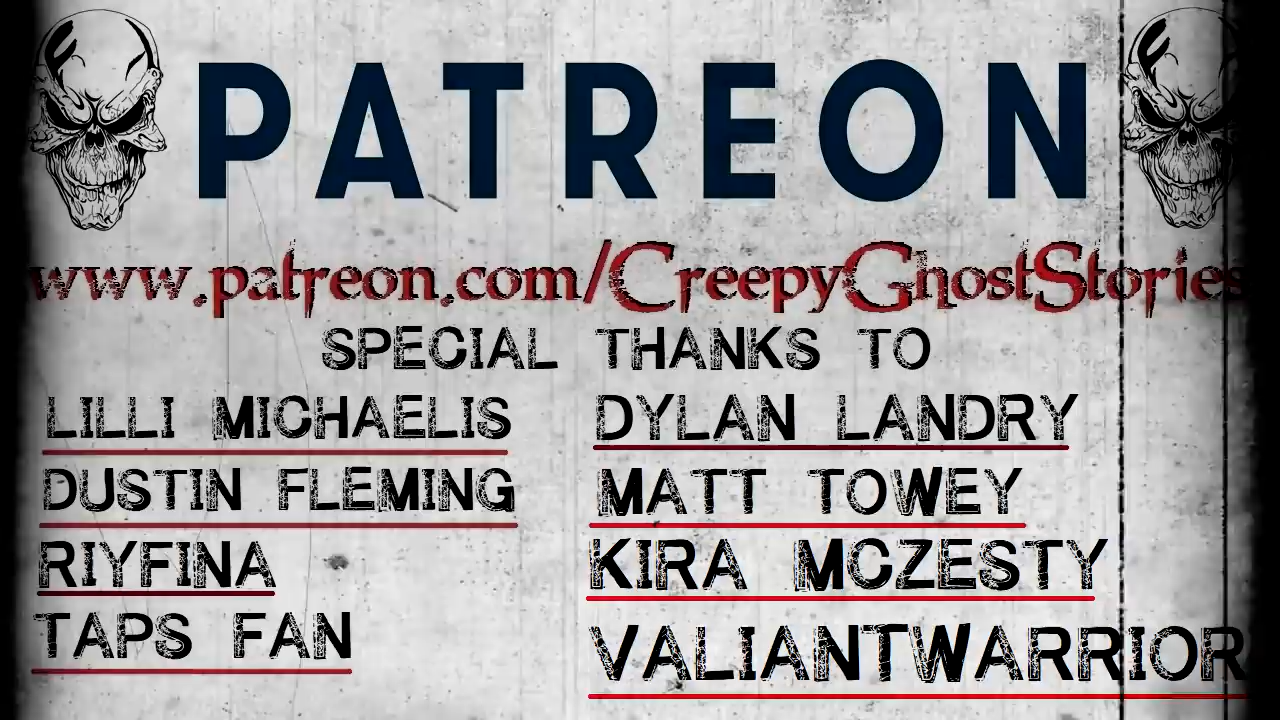 PATREON
www.patreon.com/CreepyGhostStories
SPECIAL THANKS TO
LILLI MICHAELIS
DYLAN LANDRY
DUSTIN FLEMING
MATT TOWEY
RIYFINA
KIRA MCZESTY
TAPS FAN
VALIANTWARRIOR